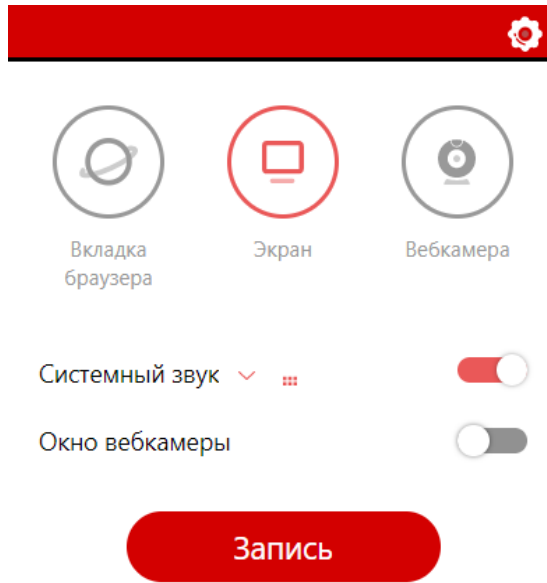 Вкладка
браузера
Экран
Вебкамера
Системный звук
Окно вебкамеры
Запись